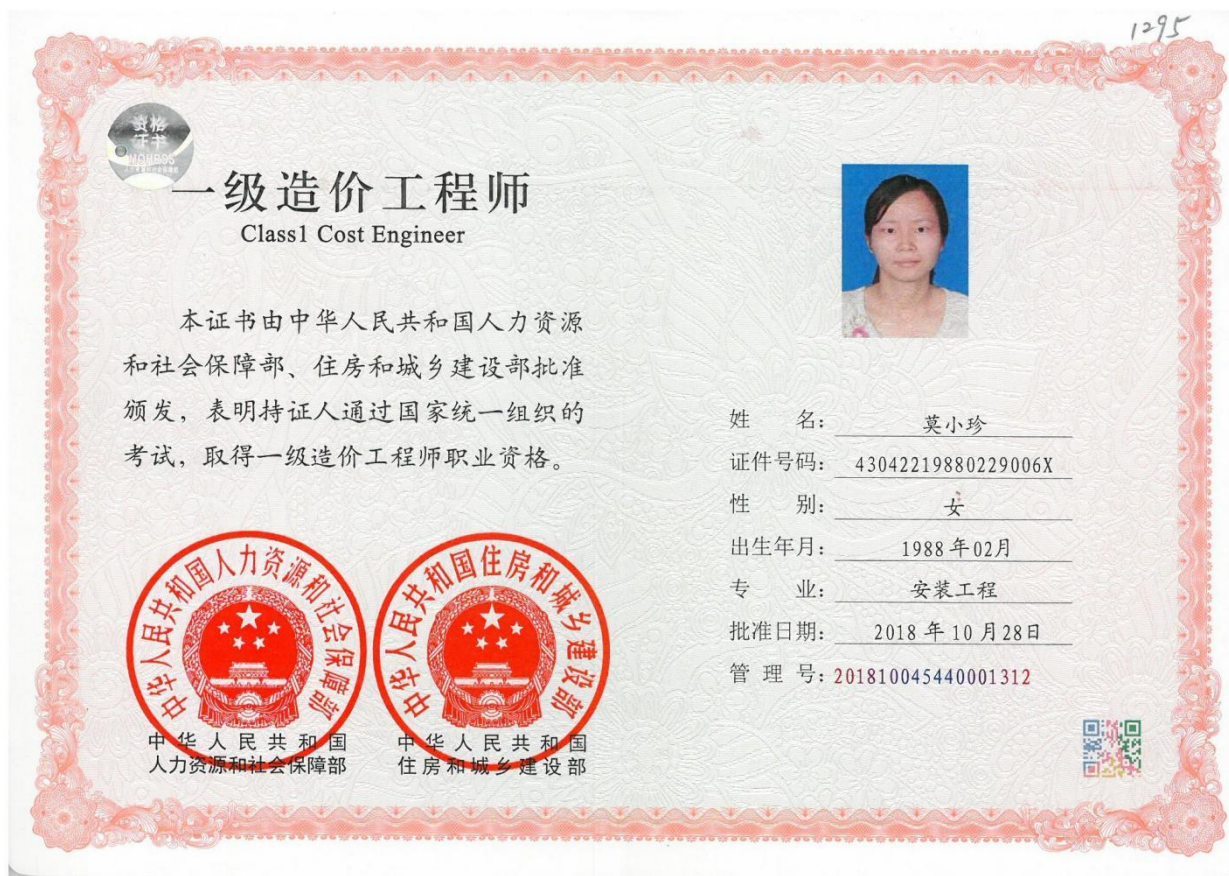 1295
资格
证书
MOHRSS
一级造价工程师
Class1 Cost Engineer
本证书由中华人民共和国人力资源
和社会保障部、住房和城乡建设部批准
颁发，表明持证人通过国家统一组织的
考试，取得一级造价工程师职业资格。
姓 名: 莫小珍
证件号码: 43042219880229006X
性 别: 女
出生年月: 1988年02月
专 业: 安装工程
批准日期: 2018年10月28日
管 理 号: 201810045440001312
中华人民共和国人力资源和社会保障部
中华人民共和国住房和城乡建设部
中华人民共和国
人力资源和社会保障部
中华人民共和国
住房和城乡建设部